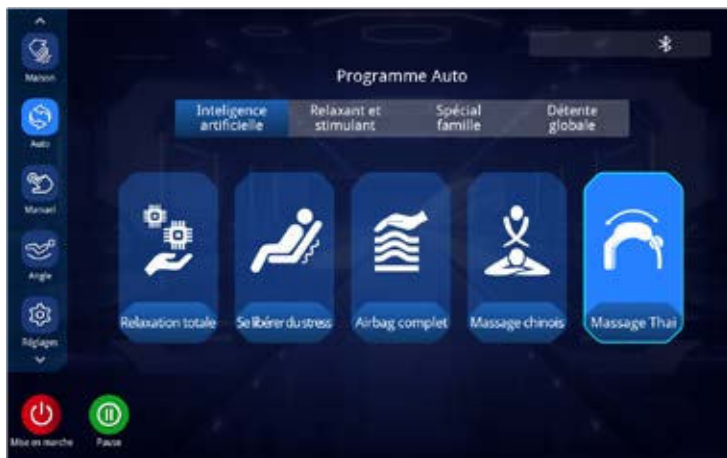 Maison
Auto
Manuel
Angle
Réglages
Mise en marche
Pause
Programme Auto
Inteligence
artificielle
Relaxant et
stimulant
Spécial
famille
Détente
globale
Relaxation totale
Se libérer du stress
Airbag complet
Massage chinois
Massage Thai